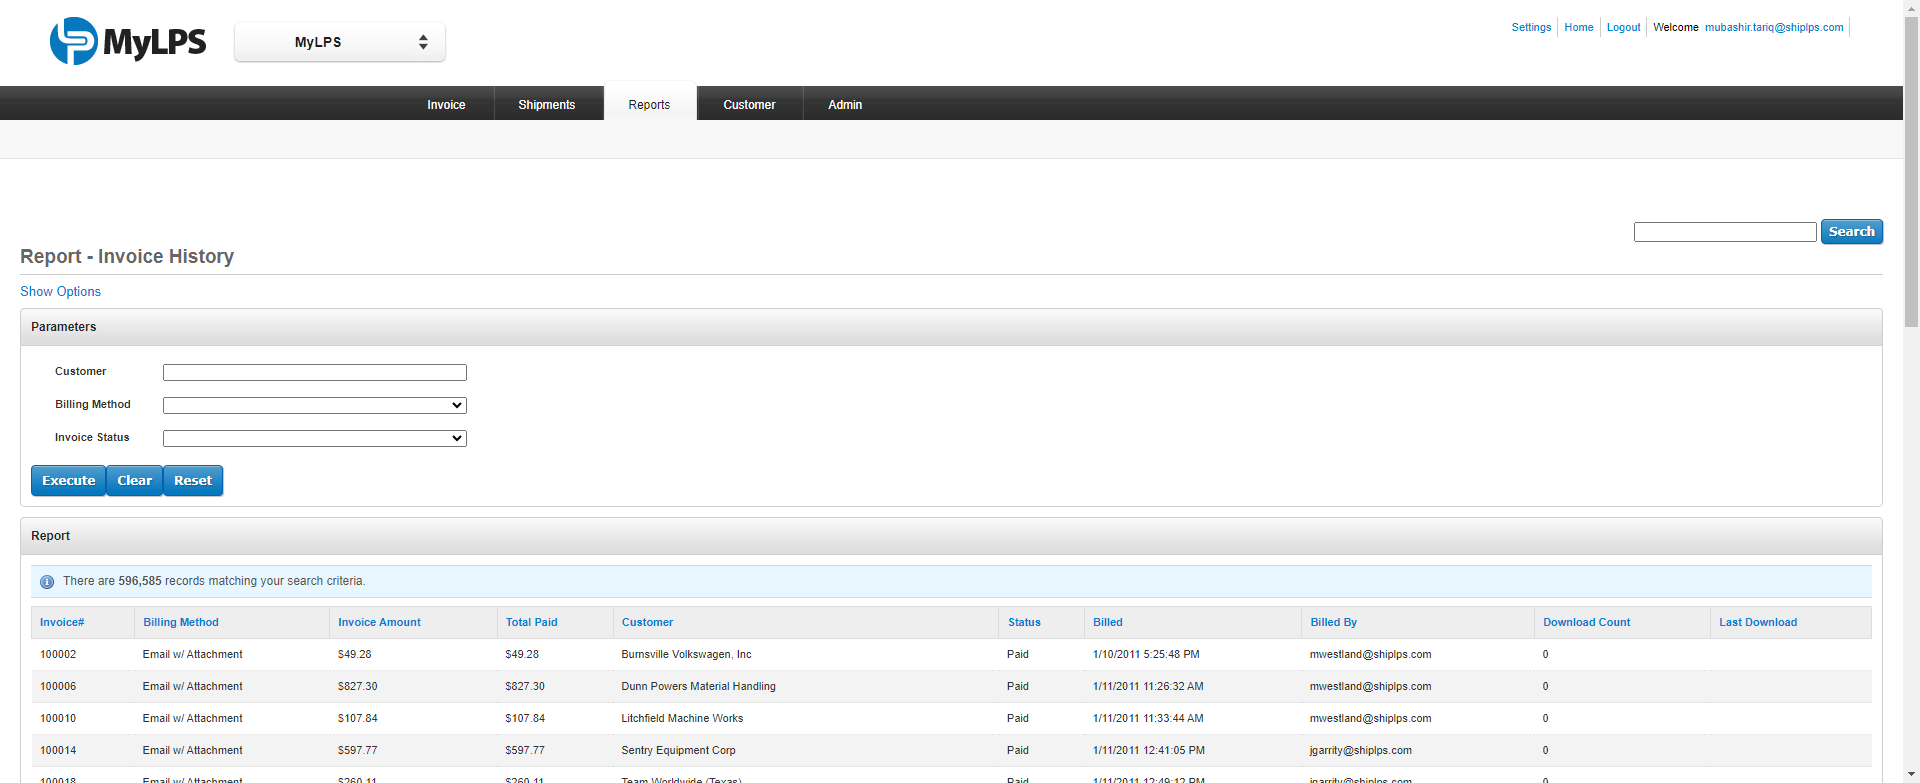 MyLPS
MyLPS
Settings Home Logout Welcome mubashir.tariq@shiplps.com
Invoice Shipments Reports Customer Admin
Search
Report - Invoice History
Show Options
Parameters
Customer
Billing Method
Invoice Status
Execute Clear Reset
Report
There are 596,585 records matching your search criteria.
Invoice# Billing Method Invoice Amount Total Paid Customer Status Billed Billed By Download Count Last Download
100002 Email w/ Attachment $49.28 $49.28 Burnsville Volkswagen, Inc Paid 1/10/2011 5:25:48 PM mwestland@shiplps.com 0
100006 Email w/ Attachment $827.30 $827.30 Dunn Powers Material Handling Paid 1/11/2011 11:26:32 AM mwestland@shiplps.com 0
100010 Email w/ Attachment $107.84 $107.84 Litchfield Machine Works Paid 1/11/2011 11:33:44 AM mwestland@shiplps.com 0
100014 Email w/ Attachment $597.77 $597.77 Sentry Equipment Corp Paid 1/11/2011 12:41:05 PM jgarrity@shiplps.com 0
100018 Email w/ Attachment $260.11 $260.11 Team Worldwide (Texas) Paid 1/11/2011 12:49:12 PM jgarrity@shiplps.com 0